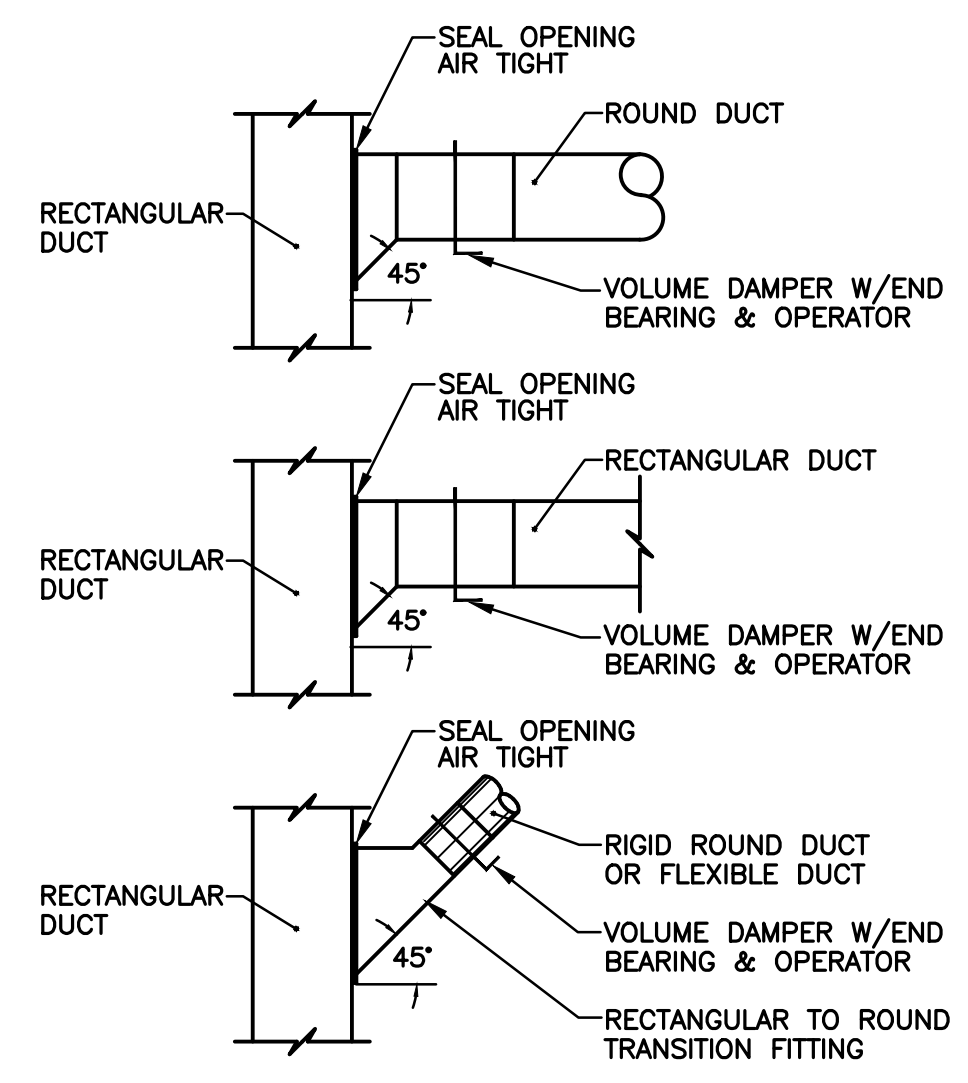 SEAL OPENING
AIR TIGHT
ROUND DUCT
RECTANGULAR
DUCT
45°
VOLUME DAMPER W/END
BEARING & OPERATOR
SEAL OPENING
AIR TIGHT
RECTANGULAR DUCT
RECTANGULAR
DUCT
45°
VOLUME DAMPER W/END
BEARING & OPERATOR
SEAL OPENING
AIR TIGHT
RIGID ROUND DUCT
OR FLEXIBLE DUCT
RECTANGULAR
DUCT
VOLUME DAMPER W/END
BEARING & OPERATOR
45°
RECTANGULAR TO ROUND
TRANSITION FITTING